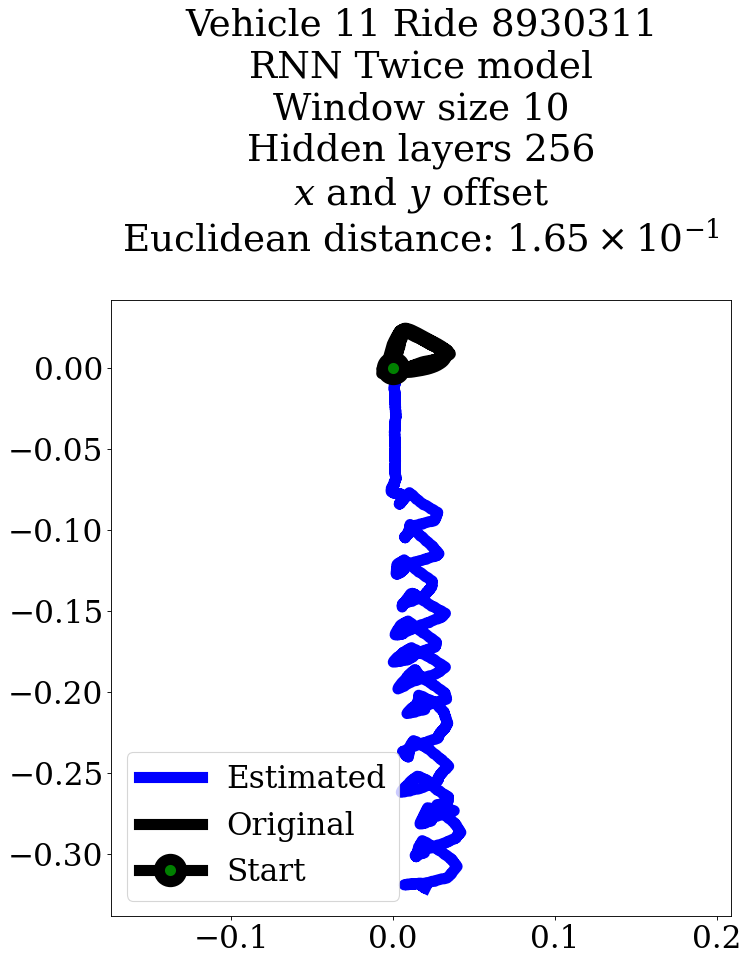 Vehicle 11 Ride 8930311
RNN Twice model
Window size 10
Hidden layers 256
x and y offset
Euclidean distance: 1.65 × 10⁻¹
0.00
−0.05
−0.10
−0.15
−0.20
−0.25
−0.30
Estimated
Original
Start
−0.1 0.0 0.1 0.2